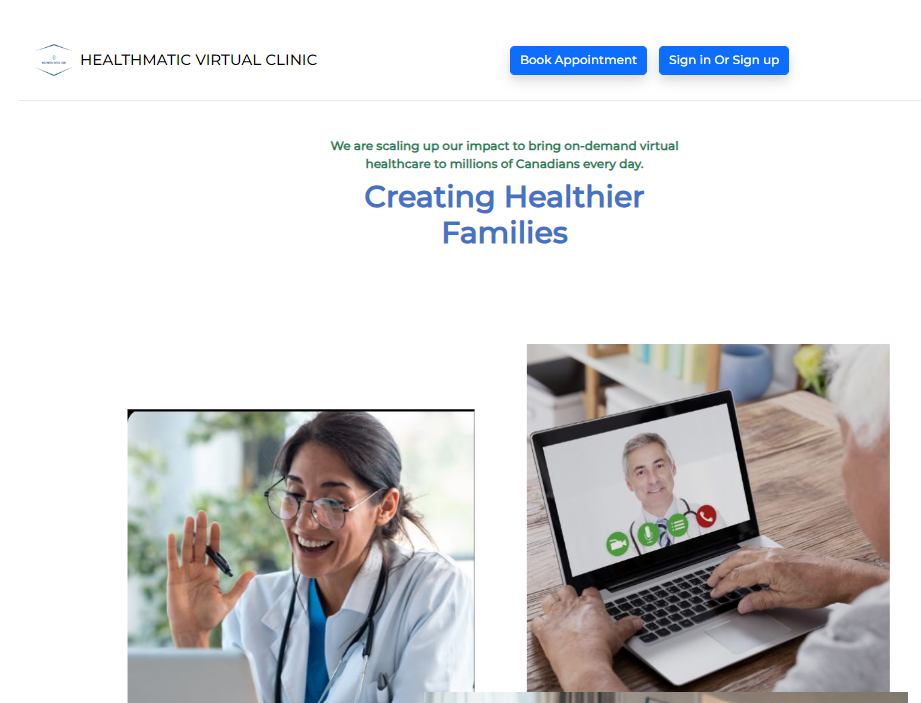 HEALTHMATIC VIRTUAL CLINIC
Book Appointment
Sign in Or Sign up
We are scaling up our impact to bring on-demand virtual
healthcare to millions of Canadians every day.
Creating Healthier
Families